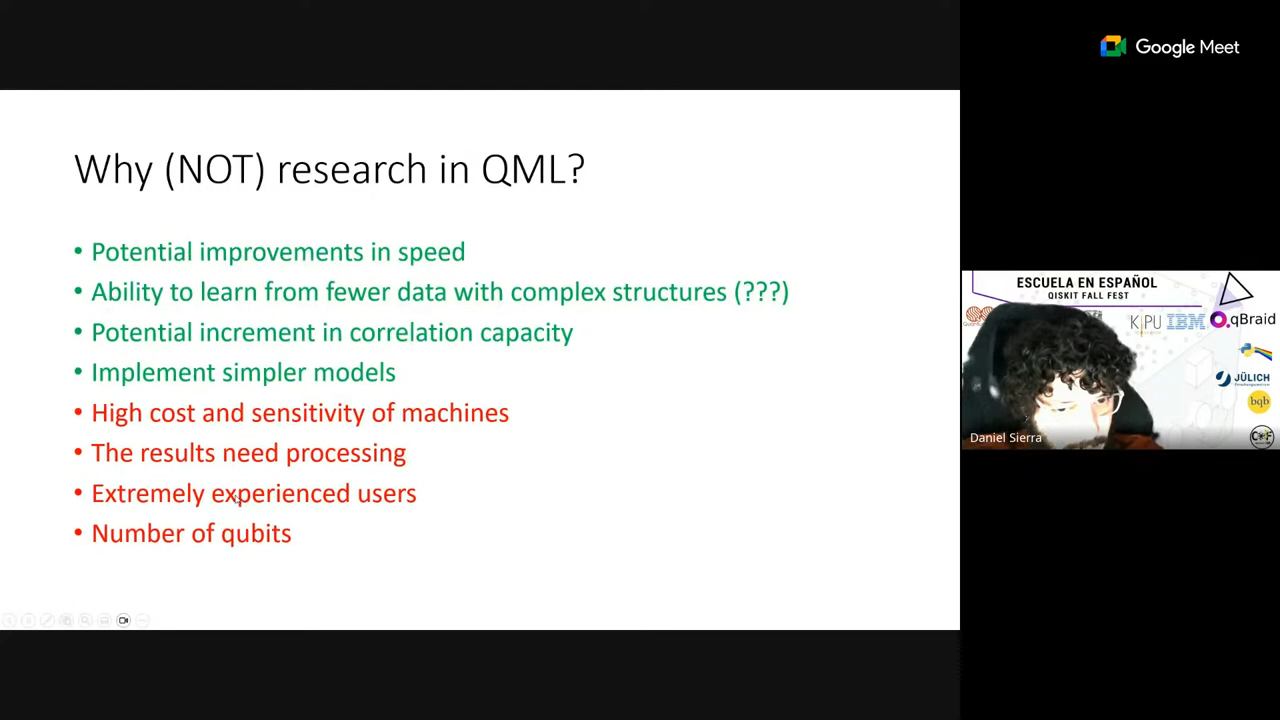 Google Meet
Why (NOT) research in QML?
• Potential improvements in speed
• Ability to learn from fewer data with complex structures (???)
• Potential increment in correlation capacity
• Implement simpler models
• High cost and sensitivity of machines
• The results need processing
• Extremely experienced users
• Number of qubits
ESCUELA EN ESPAÑOL
QISKIT FALL FEST
KIPU IBM qBraid
JÜLICH
bqb
Daniel Sierra